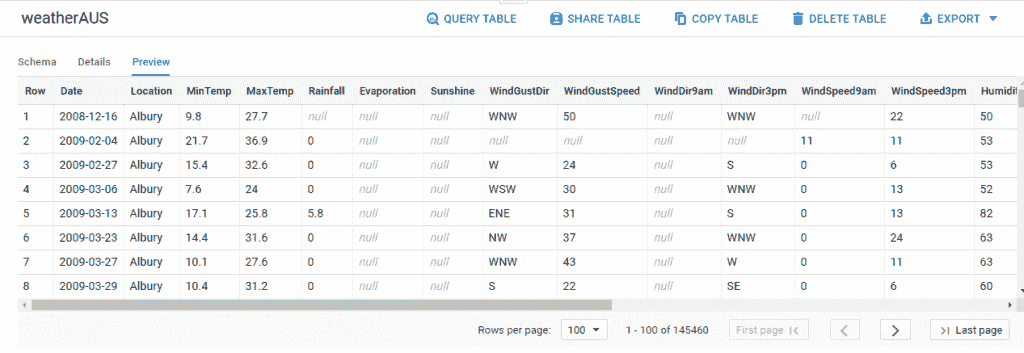 weatherAUS QUERY TABLE SHARE TABLE COPY TABLE DELETE TABLE EXPORT
Schema Details Preview
Row Date Location MinTemp MaxTemp Rainfall Evaporation Sunshine WindGustDir WindGustSpeed WindDir9am WindDir3pm WindSpeed9am WindSpeed3pm Humidit
1 2008-12-16 Albury 9.8 27.7 null null null WNW 50 null WNW null 22 50
2 2009-02-04 Albury 21.7 36.9 0 null null null null null null 11 11 53
3 2009-02-27 Albury 15.4 32.6 0 null null W 24 null S 0 6 53
4 2009-03-06 Albury 7.6 24 0 null null WSW 30 null WNW 0 13 52
5 2009-03-13 Albury 17.1 25.8 5.8 null null ENE 31 null S 0 13 82
6 2009-03-23 Albury 14.4 31.6 0 null null NW 37 null WNW 0 24 63
7 2009-03-27 Albury 10.1 27.6 0 null null WNW 43 null W 0 11 63
8 2009-03-29 Albury 10.4 31.2 0 null null S 22 null SE 0 6 60
Rows per page: 100 1 - 100 of 145460 First page Last page